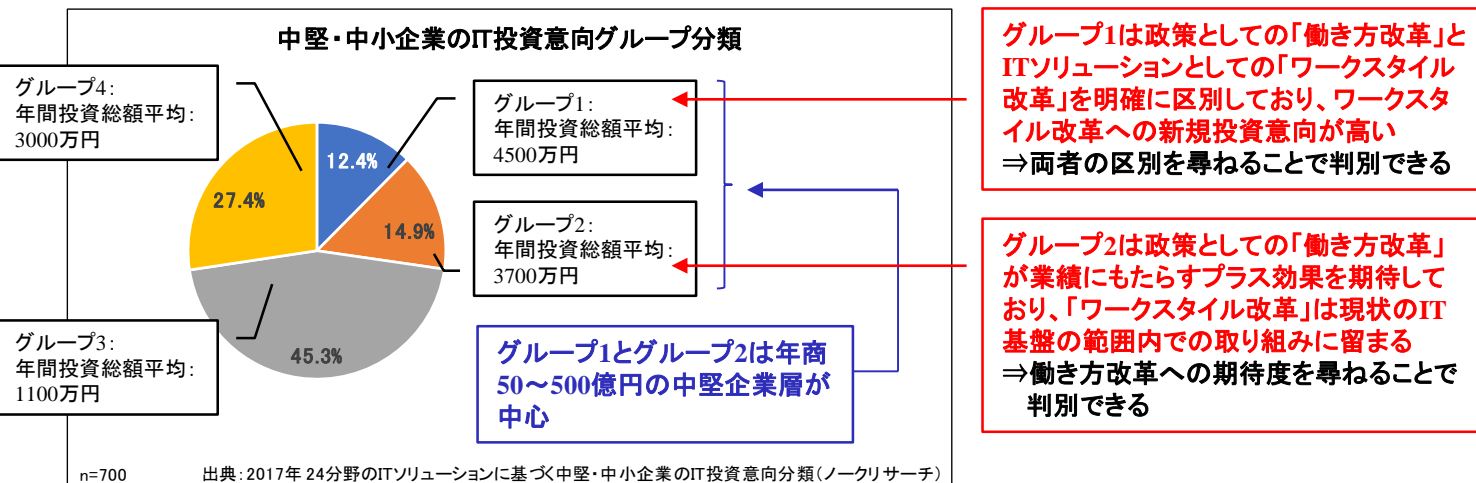 中堅・中小企業のIT投資意向グループ分類
グループ4:
年間投資総額平均:
3000万円
グループ1:
年間投資総額平均:
4500万円
12.4%
27.4%
14.9%
45.3%
グループ2:
年間投資総額平均:
3700万円
グループ3:
年間投資総額平均:
1100万円
グループ1とグループ2は年商
50～500億円の中堅企業層が
中心
n=700
出典:2017年 24分野のITソリューションに基づく中堅・中小企業のIT投資意向分類(ノークリサーチ)
グループ1は政策としての「働き方改革」と
ITソリューションとしての「ワークスタイル
改革」を明確に区別しており、ワークスタ
イル改革への新規投資意向が高い
⇒両者の区別を尋ねることで判別できる
グループ2は政策としての「働き方改革」
が業績にもたらすプラス効果を期待して
おり、「ワークスタイル改革」は現状のIT
基盤の範囲内での取り組みに留まる
⇒働き方改革への期待度を尋ねることで
判別できる